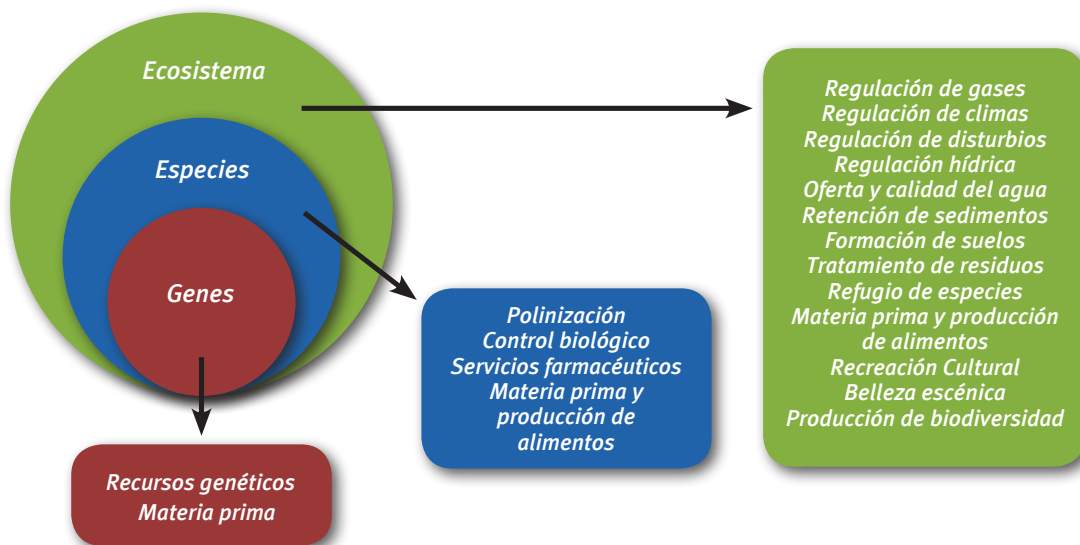 Ecosistema
Especies
Genes
Regulación de gases
Regulación de climas
Regulación de disturbios
Regulación hídrica
Oferta y calidad del agua
Retención de sedimentos
Formación de suelos
Tratamiento de residuos
Refugio de especies
Materia prima y producción
de alimentos
Recreación Cultural
Belleza escénica
Producción de biodiversidad
Polinización
Control biológico
Servicios farmacéuticos
Materia prima y
producción de
alimentos
Recursos genéticos
Materia prima